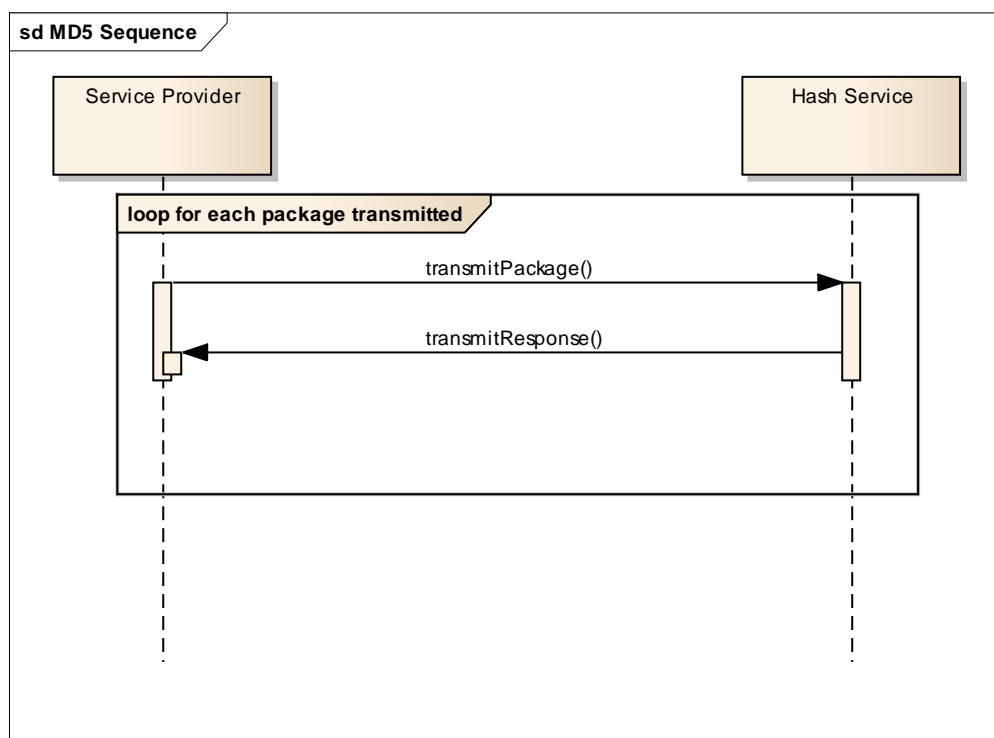 sd MD5 Sequence
Service Provider
Hash Service
loop for each package transmitted
transmitPackage()
transmitResponse()